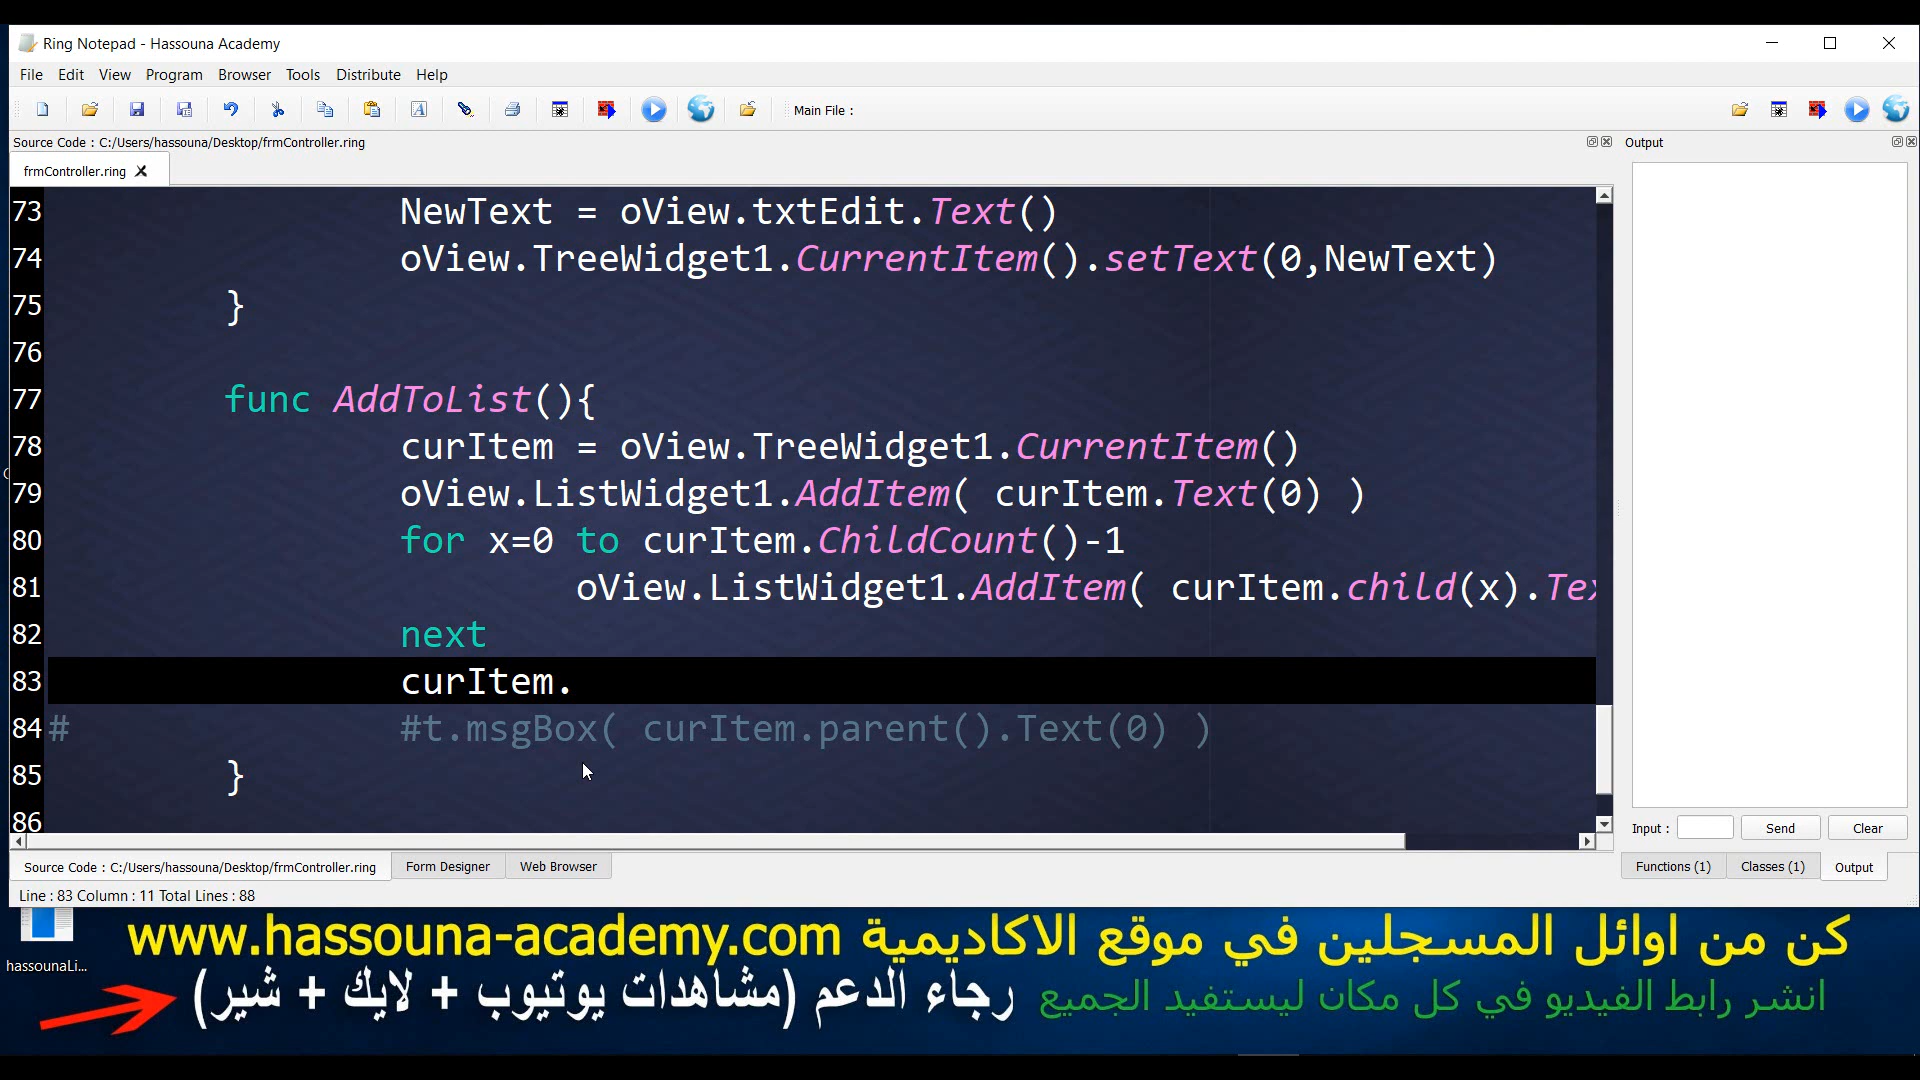 Ring Notepad - Hassouna Academy
File Edit View Program Browser Tools Distribute Help
Main File :
Source Code : C:/Users/hassouna/Desktop/frmController.ring
Output
frmController.ring
73 NewText = oView.txtEdit.Text()
74 oView.TreeWidget1.CurrentItem().setText(0,NewText)
75 }
76
77 func AddToList(){
78 curItem = oView.TreeWidget1.CurrentItem()
79 oView.ListWidget1.AddItem( curItem.Text(0) )
80 for x=0 to curItem.ChildCount()-1
81 oView.ListWidget1.AddItem( curItem.child(x).Te
82 next
83 curItem.
84 # #t.msgBox( curItem.parent().Text(0) )
85 }
86
Input : Send Clear
Source Code : C:/Users/hassouna/Desktop/frmController.ring Form Designer Web Browser
Functions (1) Classes (1) Output
Line : 83 Column : 11 Total Lines : 88
كن من اوائل المسجلين في موقع الاكاديمية www.hassouna-academy.com
hassounaLi...
انشر رابط الفيديو في كل مكان ليستفيد الجميع رجاء الدعم (مشاهدات يوتيوب + لايك + شير)